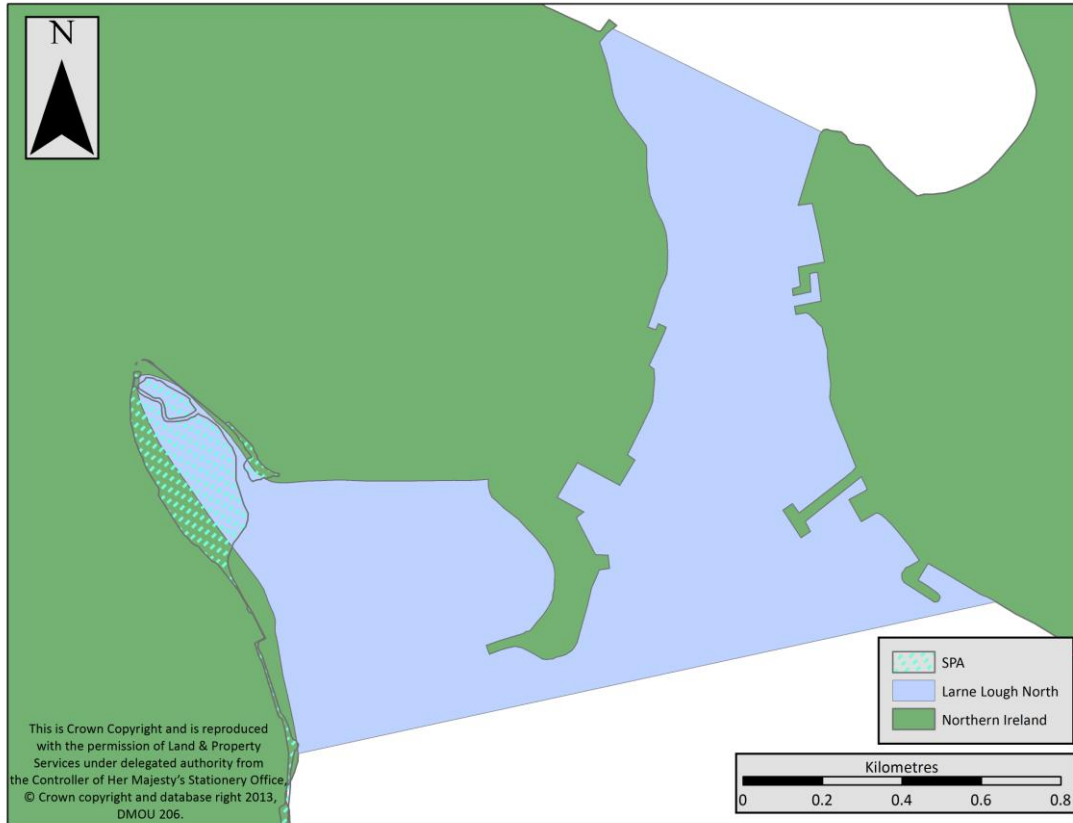 N
SPA
Larne Lough North
Northern Ireland
This is Crown Copyright and is reproduced
with the permission of Land & Property
Services under delegated authority from
the Controller of Her Majesty's Stationery Office,
© Crown copyright and database right 2013,
DMOU 206.
Kilometres
0 0.2 0.4 0.6 0.8